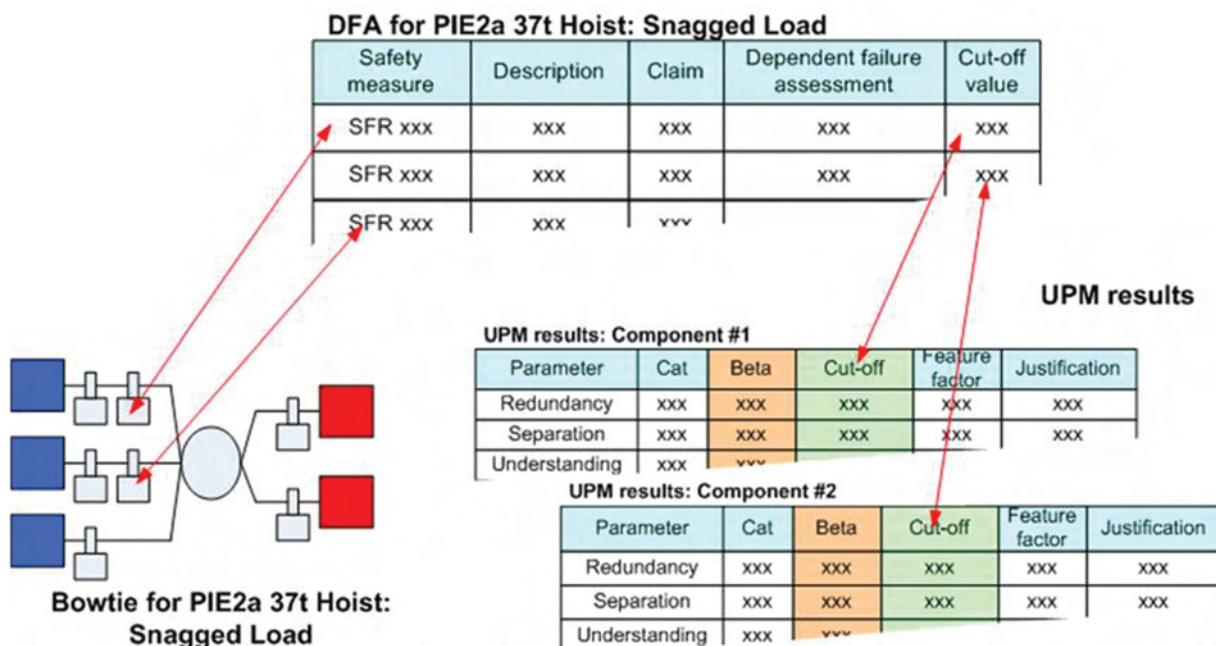 DFA for PIE2a 37t Hoist: Snagged Load
Safety measure Description Claim Dependent failure assessment Cut-off value
SFR xxx xxx xxx xxx xxx
SFR xxx xxx xxx xxx xxx
SFR xxx xxx xxx
UPM results
UPM results: Component #1
Parameter Cat Beta Cut-off Feature factor Justification
Redundancy xxx xxx xxx xxx xxx
Separation xxx xxx xxx xxx xxx
Understanding xxx xxx
UPM results: Component #2
Parameter Cat Beta Cut-off Feature factor Justification
Redundancy xxx xxx xxx xxx xxx
Separation xxx xxx xxx xxx xxx
Understanding xxx xxx
Bowtie for PIE2a 37t Hoist:
Snagged Load